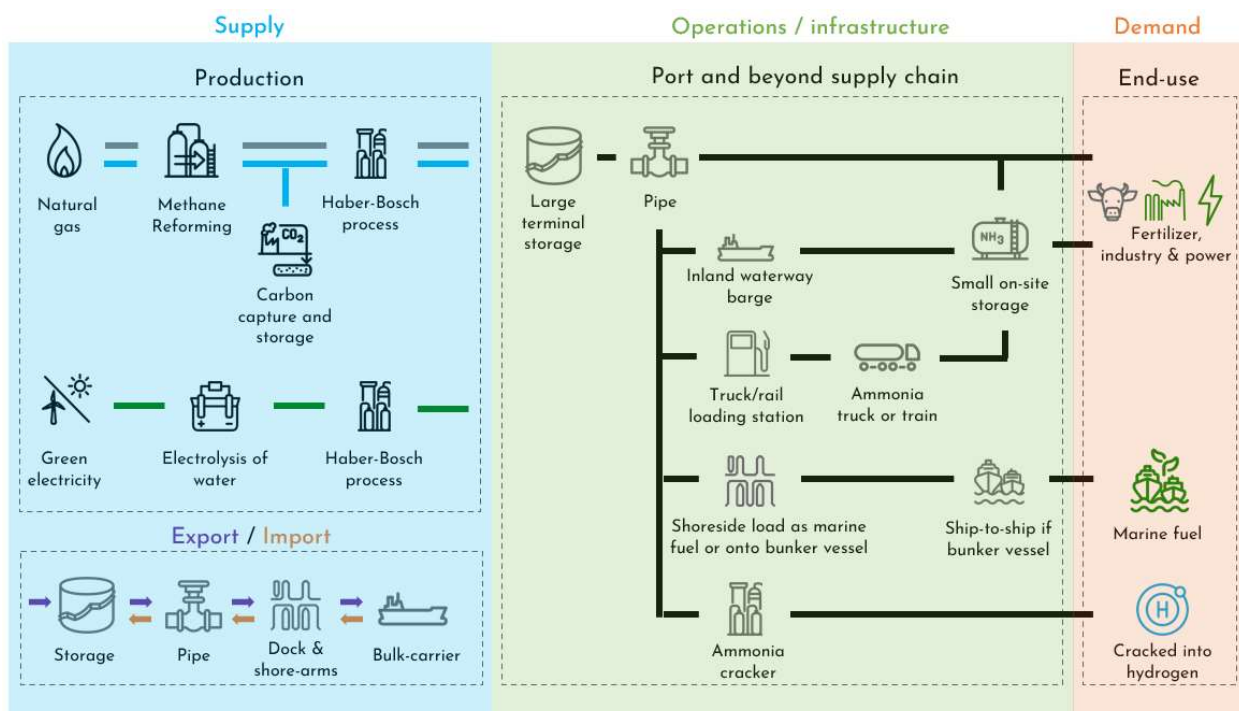 Supply
Operations / infrastructure
Demand
Production
Port and beyond supply chain
End-use
Natural
gas
Methane
Reforming
Haber-Bosch
process
CO₂
Carbon
capture and
storage
Green
electricity
Electrolysis of
water
Haber-Bosch
process
Export / Import
Storage
Pipe
Dock &
shore-arms
Bulk-carrier
Large
terminal
storage
Pipe
Inland waterway
barge
NH₃
Small on-site
storage
Truck/rail
loading station
Ammonia
truck or train
Shoreside load as marine
fuel or onto bunker vessel
Ship-to-ship if
bunker vessel
Ammonia
cracker
Fertilizer,
industry & power
Marine fuel
H
Cracked into
hydrogen